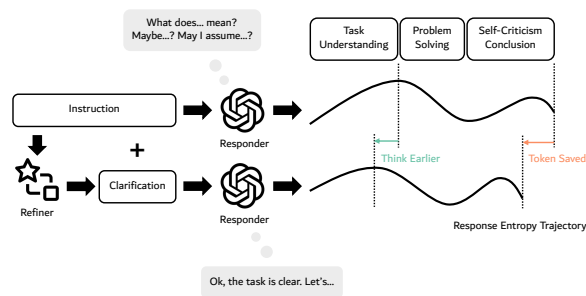 What does... mean?
Maybe...? May I assume...?
Task
Understanding
Problem
Solving
Self-Criticism
Conclusion
Instruction
Responder
Think Earlier
Token Saved
+
Clarification
Refiner
Responder
Response Entropy Trajectory
Ok, the task is clear. Let's...